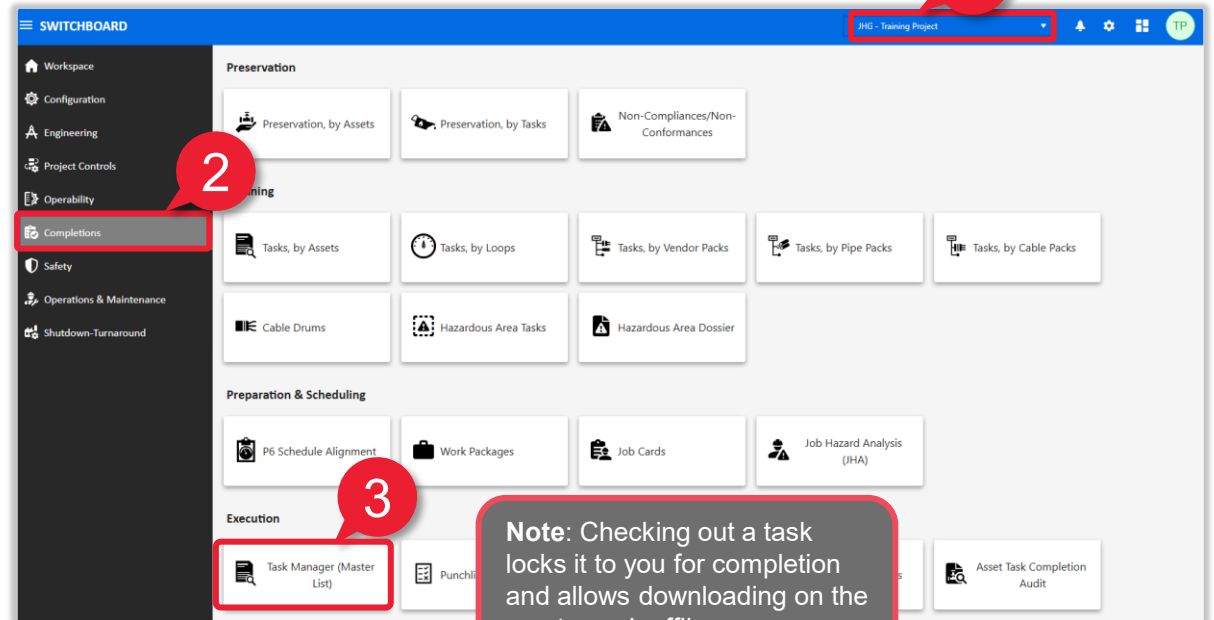 SWITCHBOARD
JHG - Training Project
TP
Workspace
Configuration
Engineering
Project Controls
Operability
Completions
Safety
Operations & Maintenance
Shutdown-Turnaround
2
Preservation
Preservation, by Assets
Preservation, by Tasks
Non-Compliances/Non-
Conformances
Tasks, by Assets
Tasks, by Loops
Tasks, by Vendor Packs
Tasks, by Pipe Packs
Tasks, by Cable Packs
Cable Drums
Hazardous Area Tasks
Hazardous Area Dossier
Preparation & Scheduling
P6 Schedule Alignment
Work Packages
Job Cards
Job Hazard Analysis
(JHA)
3
Execution
Task Manager (Master
List)
Asset Task Completion
Audit
Note: Checking out a task
locks it to you for completion
and allows downloading on the